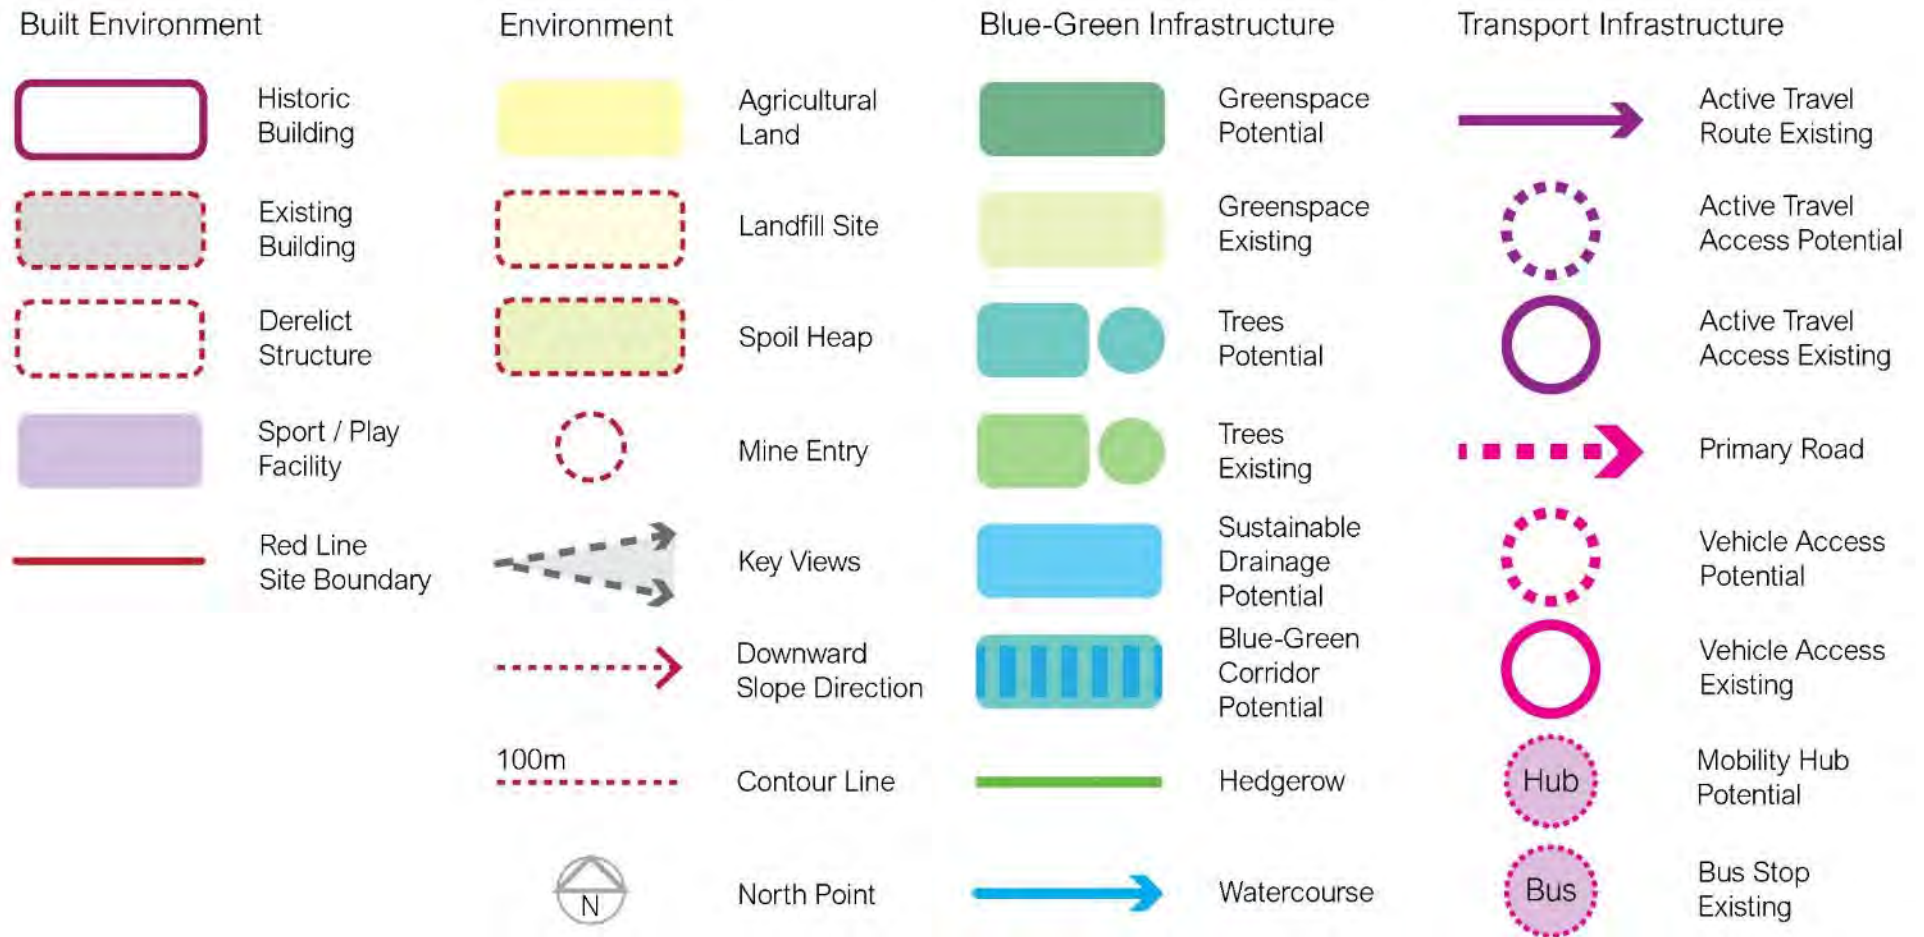 Built Environment
Historic
Building
Existing
Building
Derelict
Structure
Sport / Play
Facility
Red Line
Site Boundary
Environment
Agricultural
Land
Landfill Site
Spoil Heap
Mine Entry
Key Views
Downward
Slope Direction
100m
Contour Line
N
North Point
Blue-Green Infrastructure
Greenspace
Potential
Greenspace
Existing
Trees
Potential
Trees
Existing
Sustainable
Drainage
Potential
Blue-Green
Corridor
Potential
Hedgerow
Watercourse
Transport Infrastructure
Active Travel
Route Existing
Active Travel
Access Potential
Active Travel
Access Existing
Primary Road
Vehicle Access
Potential
Vehicle Access
Existing
Hub
Mobility Hub
Potential
Bus
Bus Stop
Existing